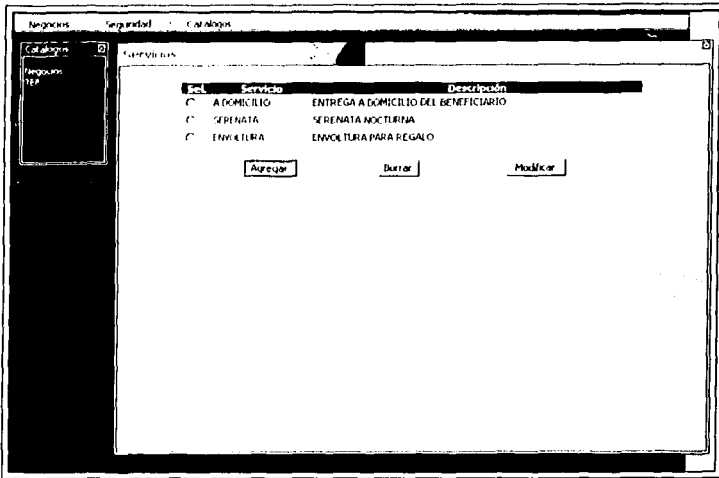 Negocios Seguridad Catalogos
Catalogos
Servicios
Negocios
TEF
Sel. Servicio Descripción
A DOMICILIO ENTREGA A DOMICILIO DEL BENEFICIARIO
SERENATA SERENATA NOCTURNA
ENVOLTURA ENVOLTURA PARA REGALO
Agregar Borrar Modificar